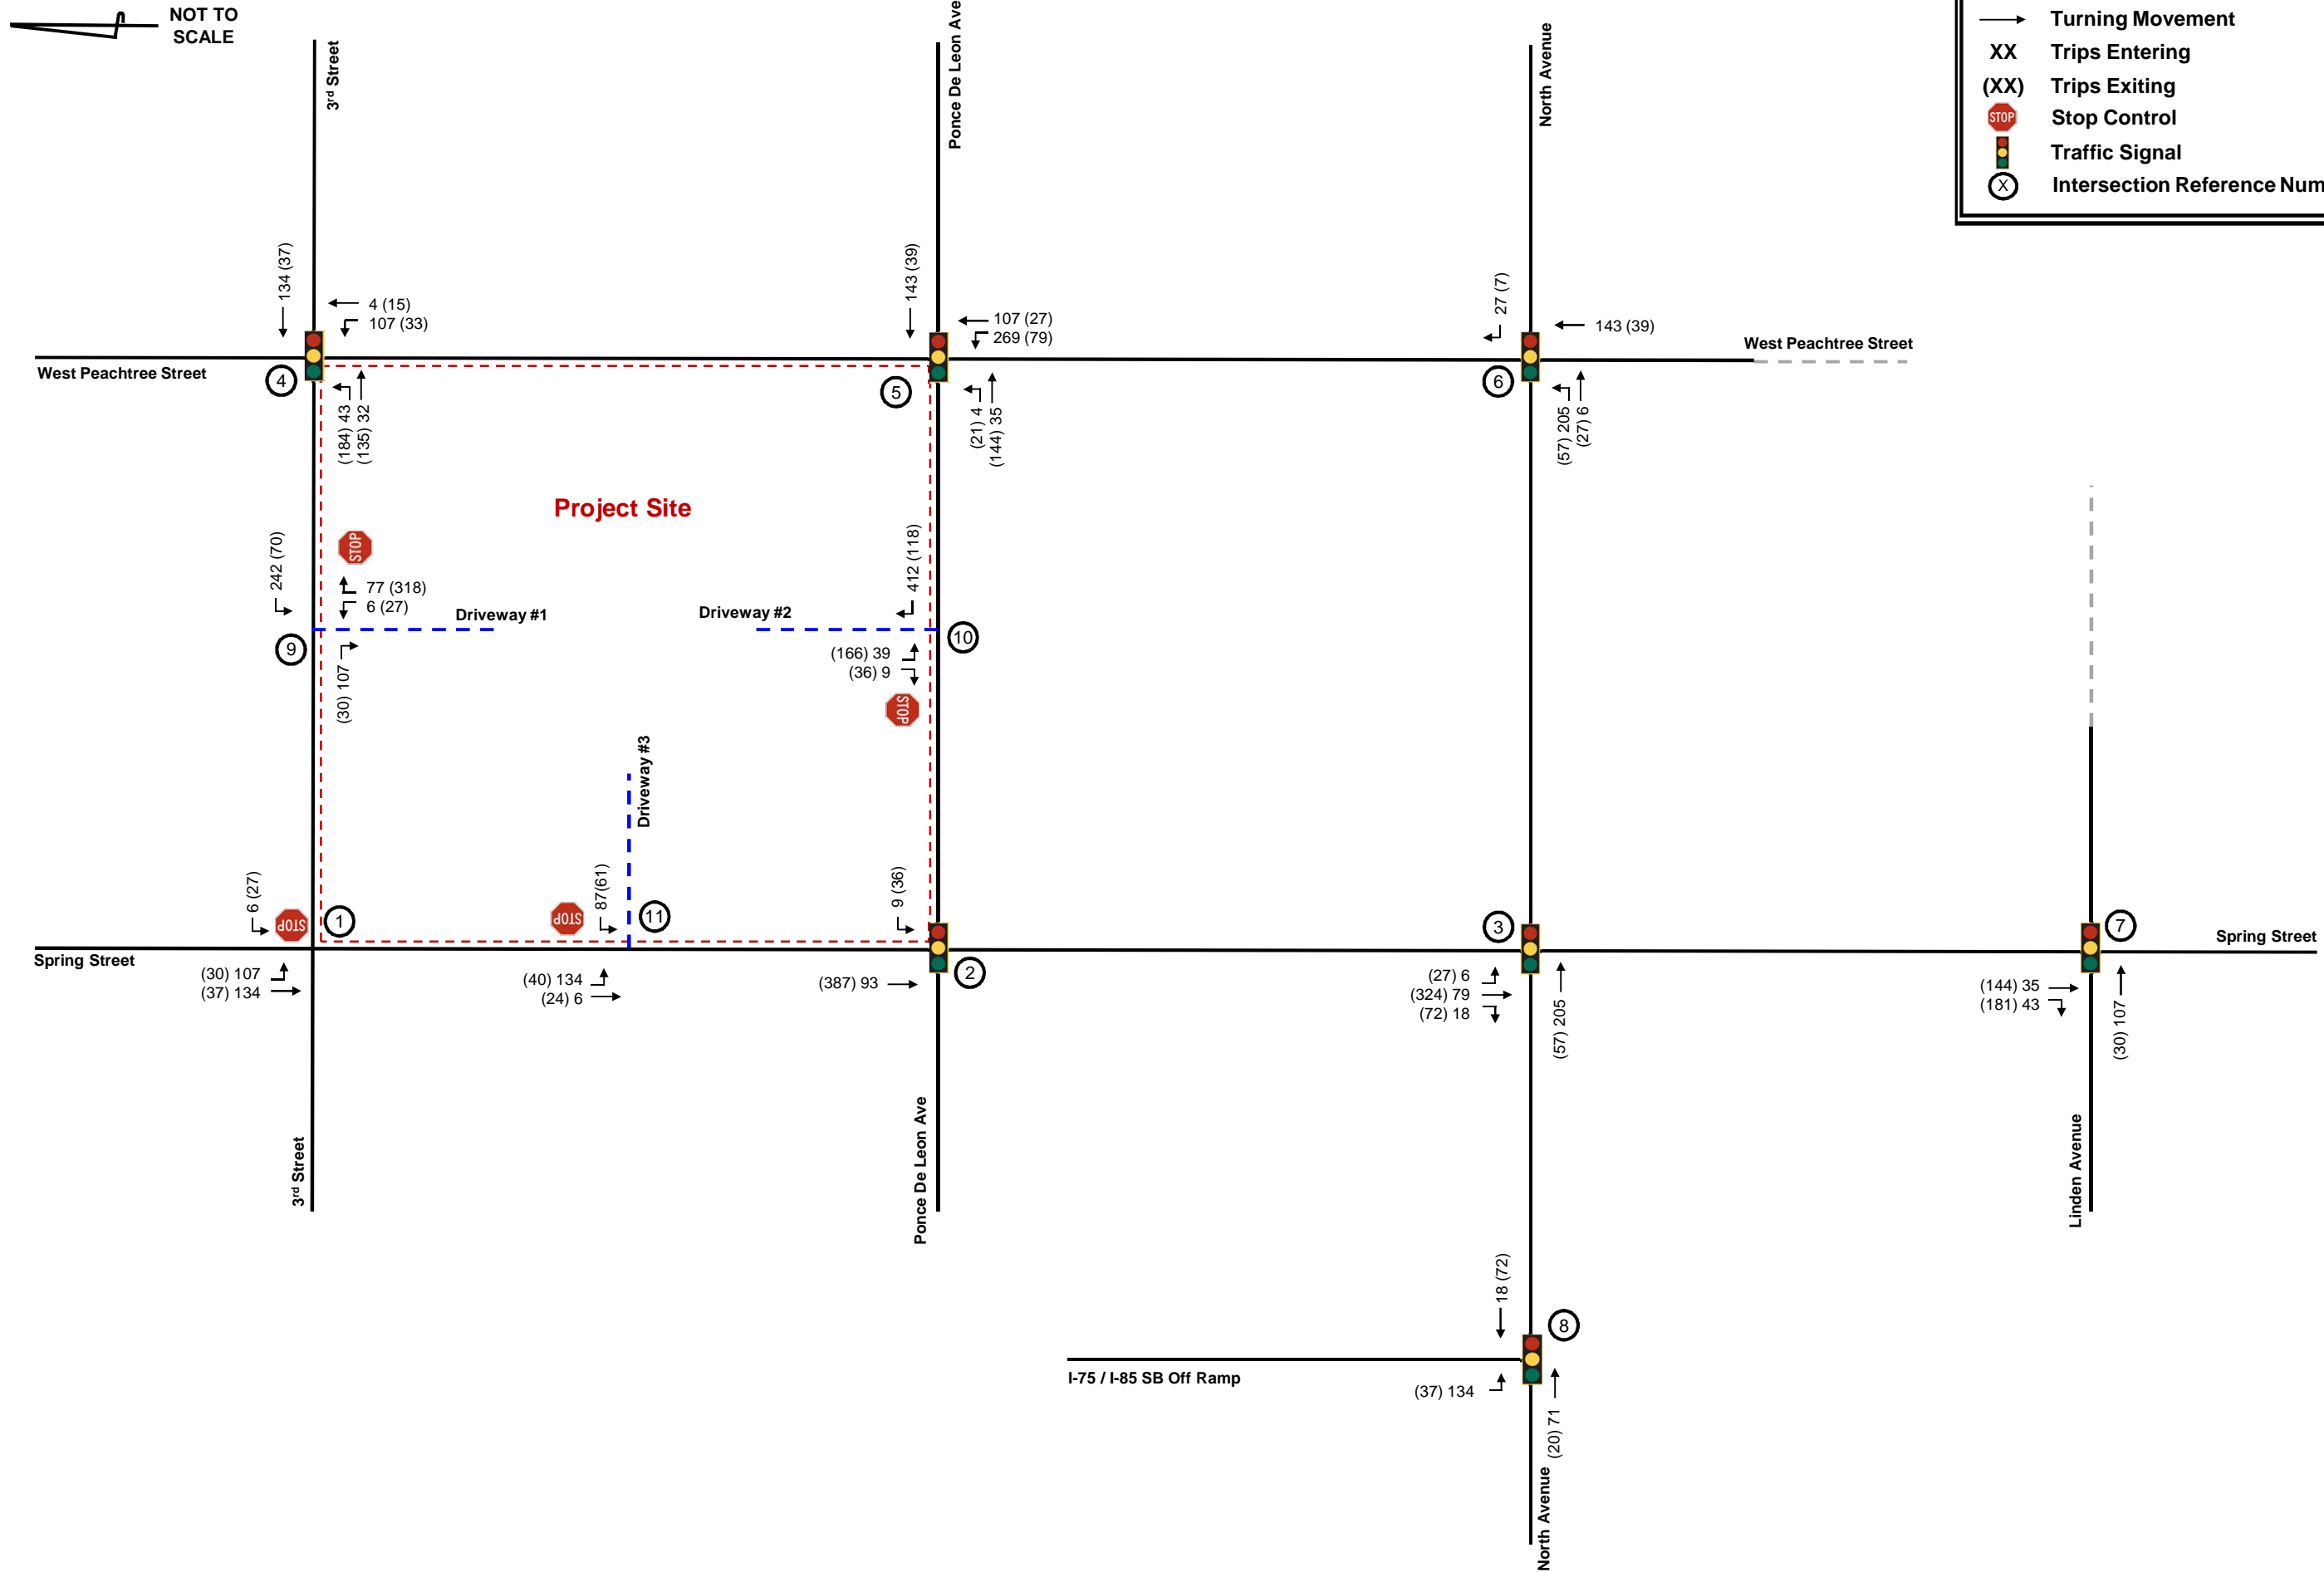 NOT TO
SCALE
Turning Movement
XX Trips Entering
(XX) Trips Exiting
STOP Stop Control
Traffic Signal
X Intersection Reference Num
3rd Street
Ponce De Leon Ave
North Avenue
134 (37)
4 (15)
107 (33)
143 (39)
107 (27)
269 (79)
27 (7)
143 (39)
West Peachtree Street
West Peachtree Street
4
5
6
(184) 43
(135) 32
(21) 4
(144) 35
(57) 205
(27) 6
Project Site
242 (70)
STOP
77 (318)
6 (27)
Driveway #1
412 (118)
Driveway #2
9
10
(30) 107
(166) 39
(36) 9
STOP
Driveway #3
6 (27)
STOP
1
STOP
87(61)
11
9 (36)
3
7
Spring Street
Spring Street
2
(30) 107
(37) 134
(40) 134
(24) 6
(387) 93
(27) 6
(324) 79
(72) 18
(57) 205
(144) 35
(181) 43
(30) 107
3rd Street
Ponce De Leon Ave
Linden Avenue
18 (72)
8
I-75 / I-85 SB Off Ramp
(37) 134
(20) 71
North Avenue